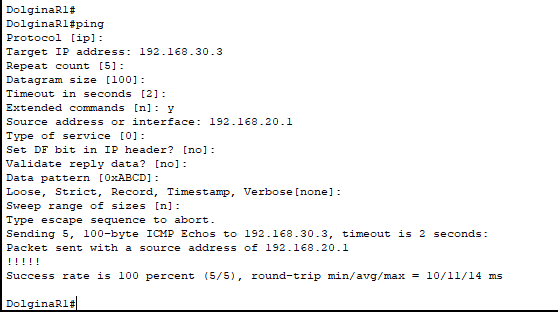 DolginaR1#
DolginaR1#ping
Protocol [ip]:
Target IP address: 192.168.30.3
Repeat count [5]:
Datagram size [100]:
Timeout in seconds [2]:
Extended commands [n]: y
Source address or interface: 192.168.20.1
Type of service [0]:
Set DF bit in IP header? [no]:
Validate reply data? [no]:
Data pattern [0xABCD]:
Loose, Strict, Record, Timestamp, Verbose[none]:
Sweep range of sizes [n]:
Type escape sequence to abort.
Sending 5, 100-byte ICMP Echos to 192.168.30.3, timeout is 2 seconds:
Packet sent with a source address of 192.168.20.1
!!!!!
Success rate is 100 percent (5/5), round-trip min/avg/max = 10/11/14 ms
DolginaR1#